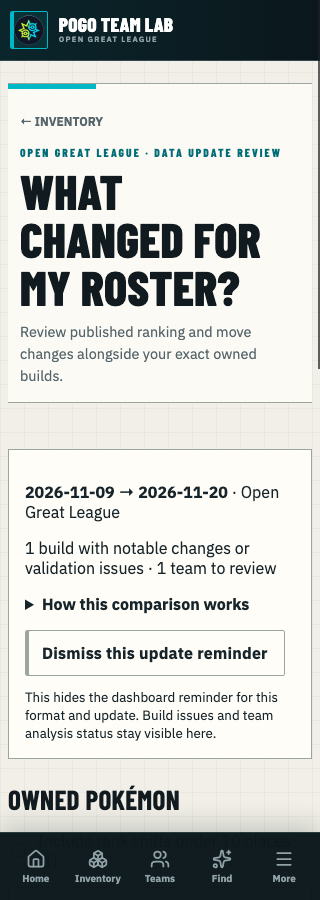 POGO TEAM LAB
OPEN GREAT LEAGUE
← INVENTORY
OPEN GREAT LEAGUE · DATA UPDATE REVIEW
WHAT
CHANGED FOR
MY ROSTER?
Review published ranking and move
changes alongside your exact owned
builds.
2026-11-09 → 2026-11-20 · Open
Great League
1 build with notable changes or
validation issues · 1 team to review
▶ How this comparison works
Dismiss this update reminder
This hides the dashboard reminder for this
format and update. Build issues and team
analysis status stay visible here.
OWNED POKÉMON
Home Inventory Teams Find More